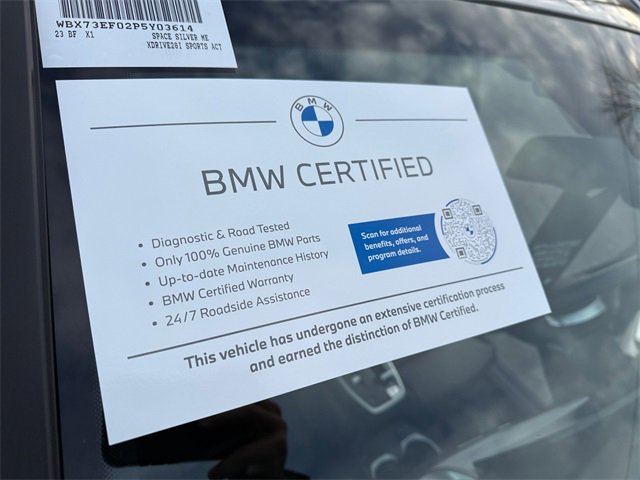 WBX73EF02P5Y03614
23 BF X1 SPACE SILVER ME
XDRIVE28I SPORTS ACT
BMW
BMW CERTIFIED
• Diagnostic & Road Tested
• Only 100% Genuine BMW Parts
• Up-to-date Maintenance History
• BMW Certified Warranty
• 24/7 Roadside Assistance
Scan for additional
benefits, offers, and
program details.
This vehicle has undergone an extensive certification process
and earned the distinction of BMW Certified.